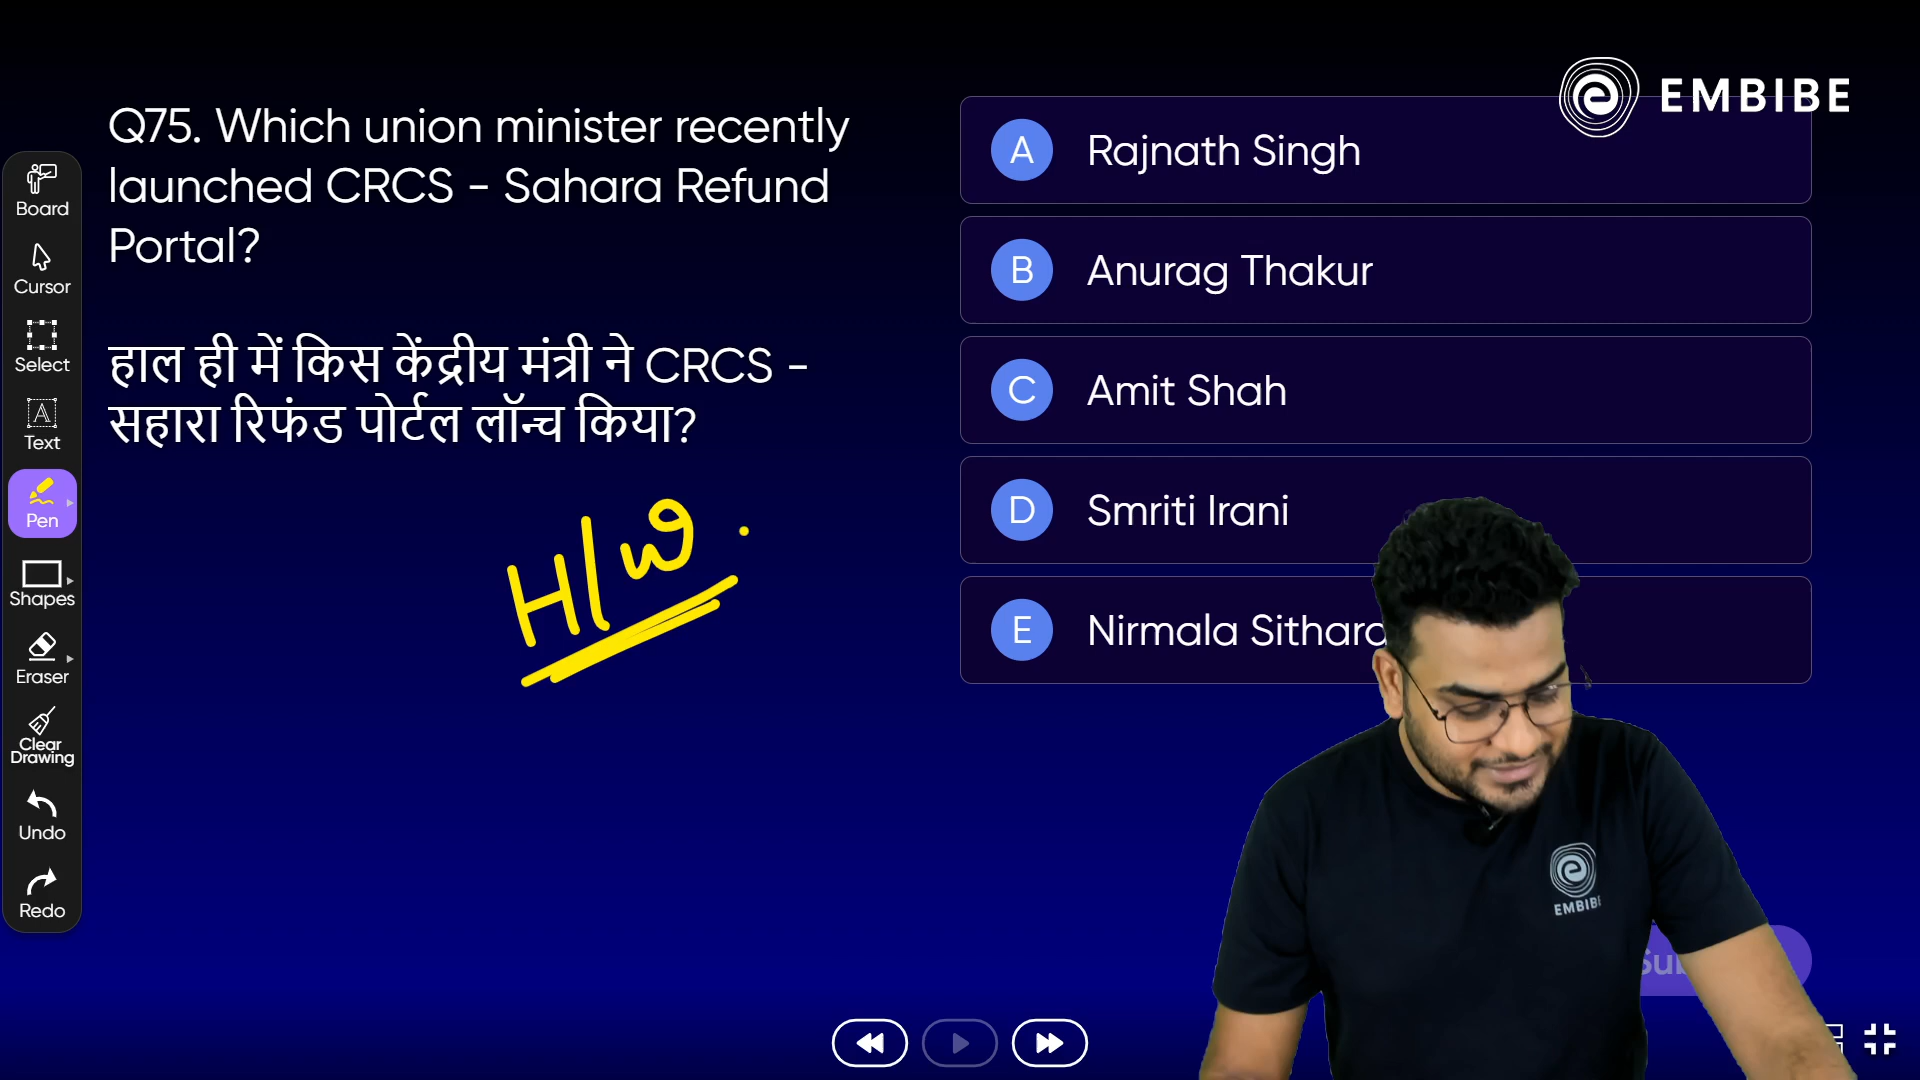 EMBIBE
Q75. Which union minister recently
launched CRCS - Sahara Refund
Portal?
हाल ही में किस केंद्रीय मंत्री ने CRCS -
सहारा रिफंड पोर्टल लॉन्च किया?
H/W.
A Rajnath Singh
B Anurag Thakur
C Amit Shah
D Smriti Irani
E Nirmala
Board
Cursor
Select
Text
Pen
Shapes
Eraser
Clear
Drawing
Undo
Redo
EMBIBE